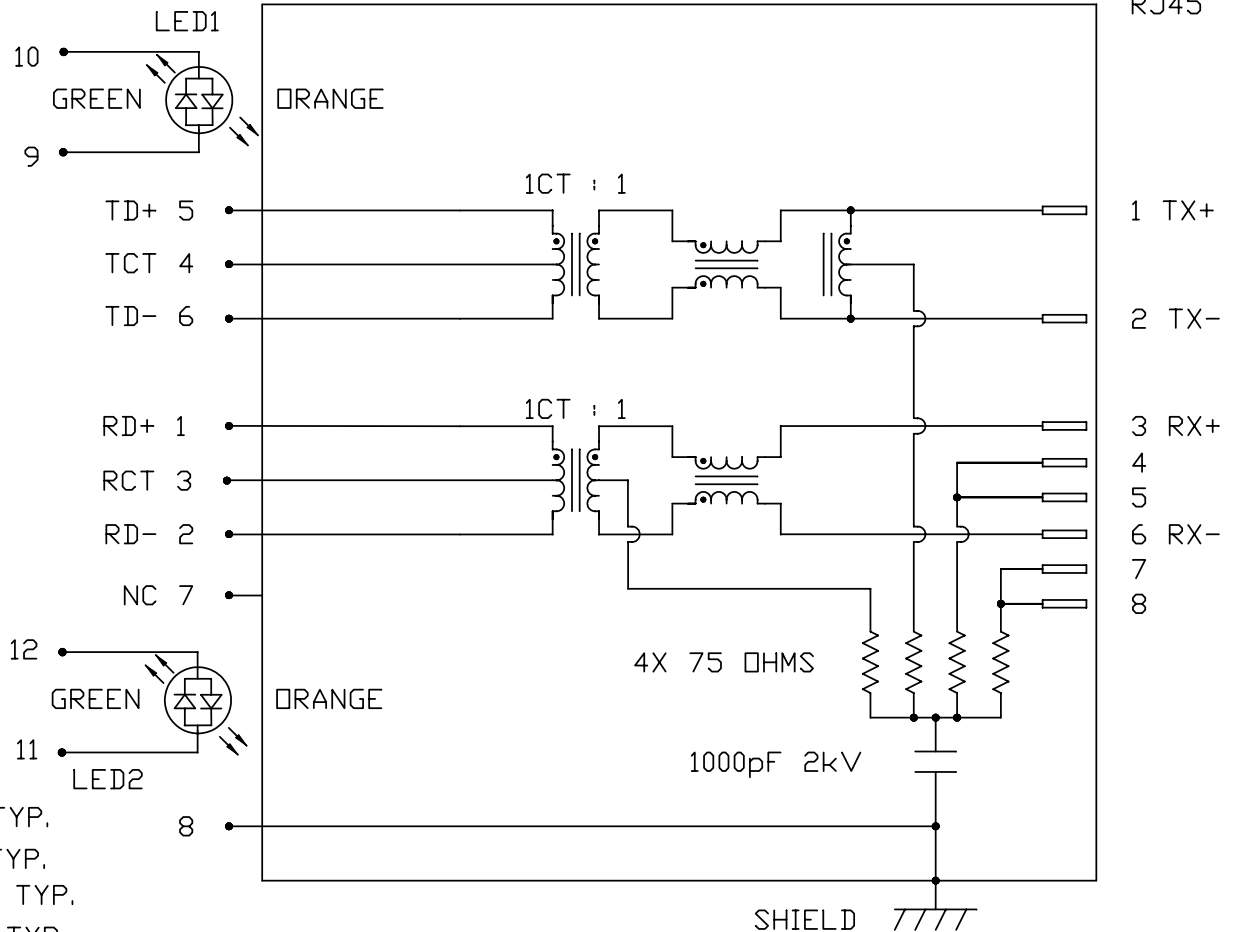 RJ45
LED1
10
GREEN
ORANGE
9
1CT : 1
TD+ 5
1 TX+
TCT 4
TD- 6
2 TX-
1CT : 1
RD+ 1
3 RX+
4
RCT 3
5
RD- 2
6 RX-
7
NC 7
8
12
4X 75 OHMS
GREEN
ORANGE
11
1000pF 2kV
LED2
TYP.
8
TYP.
TYP.
SHIELD
TYP.